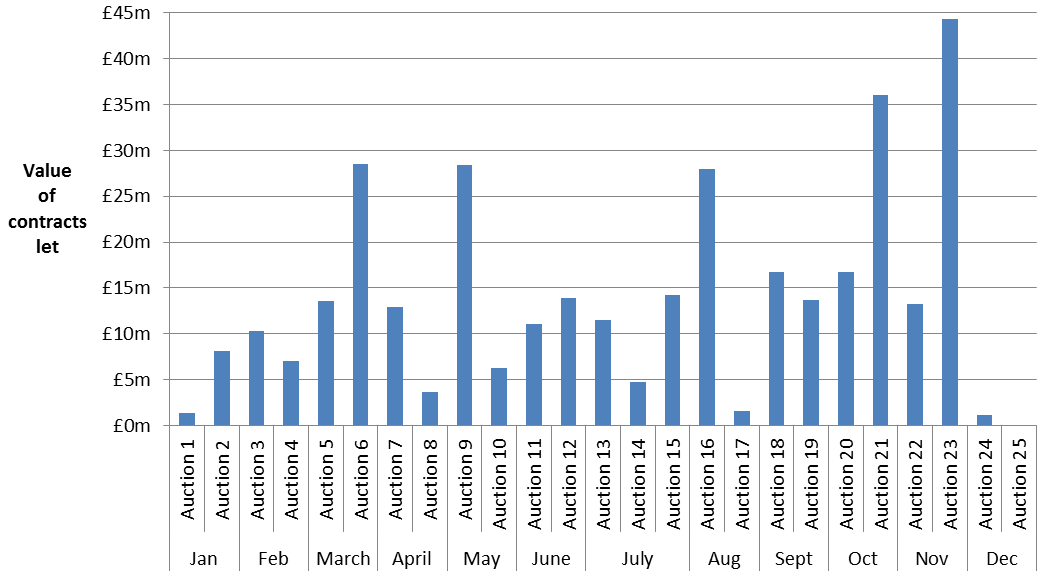 £45m
£40m
£35m
£30m
£25m
£20m
£15m
£10m
£5m
£0m
Value
of
contracts
let
Auction 1
Auction 2
Auction 3
Auction 4
Auction 5
Auction 6
Auction 7
Auction 8
Auction 9
Auction 10
Auction 11
Auction 12
Auction 13
Auction 14
Auction 15
Auction 16
Auction 17
Auction 18
Auction 19
Auction 20
Auction 21
Auction 22
Auction 23
Auction 24
Auction 25
Jan Feb March April May June July Aug Sept Oct Nov Dec